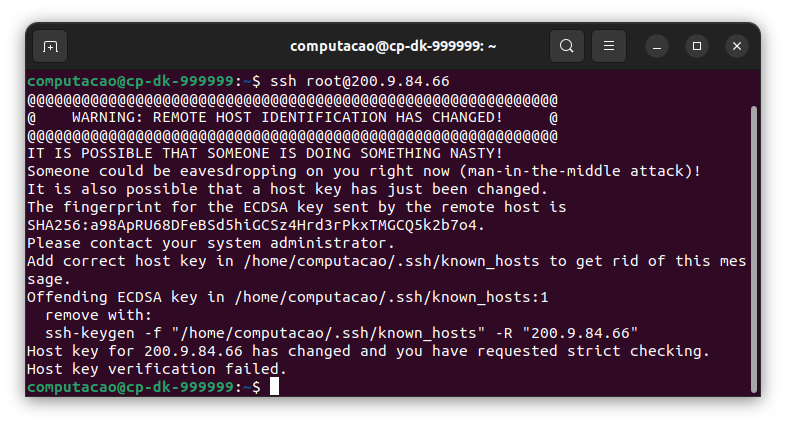 computacao@cp-dk-999999: ~
computacao@cp-dk-999999:~$ ssh root@200.9.84.66
@@@@@@@@@@@@@@@@@@@@@@@@@@@@@@@@@@@@@@@@@@@@@@@@@@@@@@@@@@@
@    WARNING: REMOTE HOST IDENTIFICATION HAS CHANGED!     @
@@@@@@@@@@@@@@@@@@@@@@@@@@@@@@@@@@@@@@@@@@@@@@@@@@@@@@@@@@@
IT IS POSSIBLE THAT SOMEONE IS DOING SOMETHING NASTY!
Someone could be eavesdropping on you right now (man-in-the-middle attack)!
It is also possible that a host key has just been changed.
The fingerprint for the ECDSA key sent by the remote host is
SHA256:a98ApRU68DFeBSd5hiGCSz4Hrd3rPkxTMGCQ5k2b7o4.
Please contact your system administrator.
Add correct host key in /home/computacao/.ssh/known_hosts to get rid of this mes
sage.
Offending ECDSA key in /home/computacao/.ssh/known_hosts:1
  remove with:
  ssh-keygen -f "/home/computacao/.ssh/known_hosts" -R "200.9.84.66"
Host key for 200.9.84.66 has changed and you have requested strict checking.
Host key verification failed.
computacao@cp-dk-999999:~$